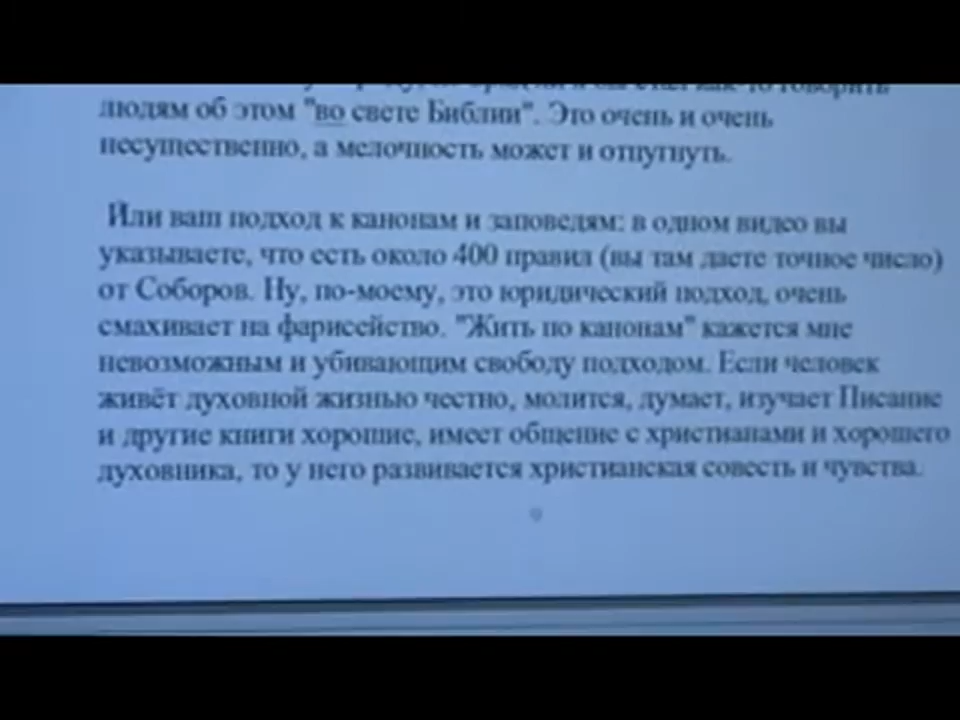 как-то говорить
людям об этом "во свете Библии". Это очень и очень
несущественно, а мелочность может и отпугнуть.
Или ваш подход к канонам и заповедям: в одном видео вы
указываете, что есть около 400 правил (вы там даете точное число)
от Соборов. Ну, по-моему, это юридический подход, очень
смахивает на фарисейство. "Жить по канонам" кажется мне
невозможным и убивающим свободу подходом. Если человек
живёт духовной жизнью честно, молится, думает, изучает Писание
и другие книги хорошие, имеет общение с христианами и хорошего
духовника, то у него развивается христианская совесть и чувства.